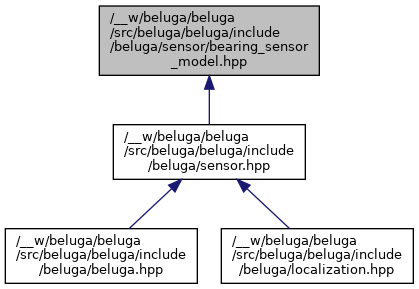 /__w/beluga/beluga
/src/beluga/beluga/include
/beluga/sensor/bearing_sensor
_model.hpp
/__w/beluga/beluga
/src/beluga/beluga/include
/beluga/sensor.hpp
/__w/beluga/beluga
/src/beluga/beluga/include
/beluga/beluga.hpp
/__w/beluga/beluga
/src/beluga/beluga/include
/beluga/localization.hpp